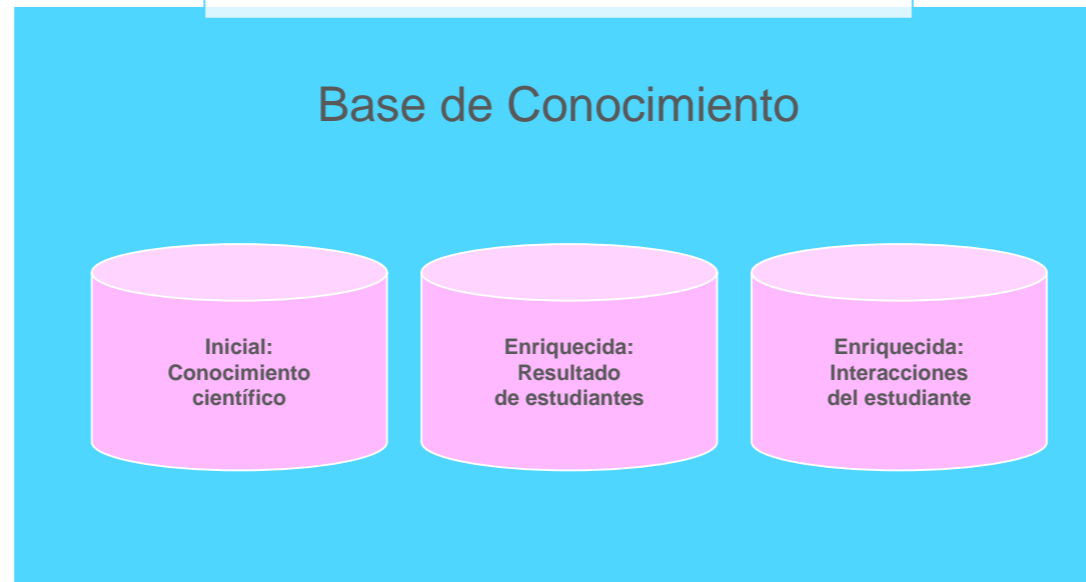 Base de Conocimiento
Inicial:
Conocimiento
científico
Enriquecida:
Resultado
de estudiantes
Enriquecida:
Interacciones
del estudiante